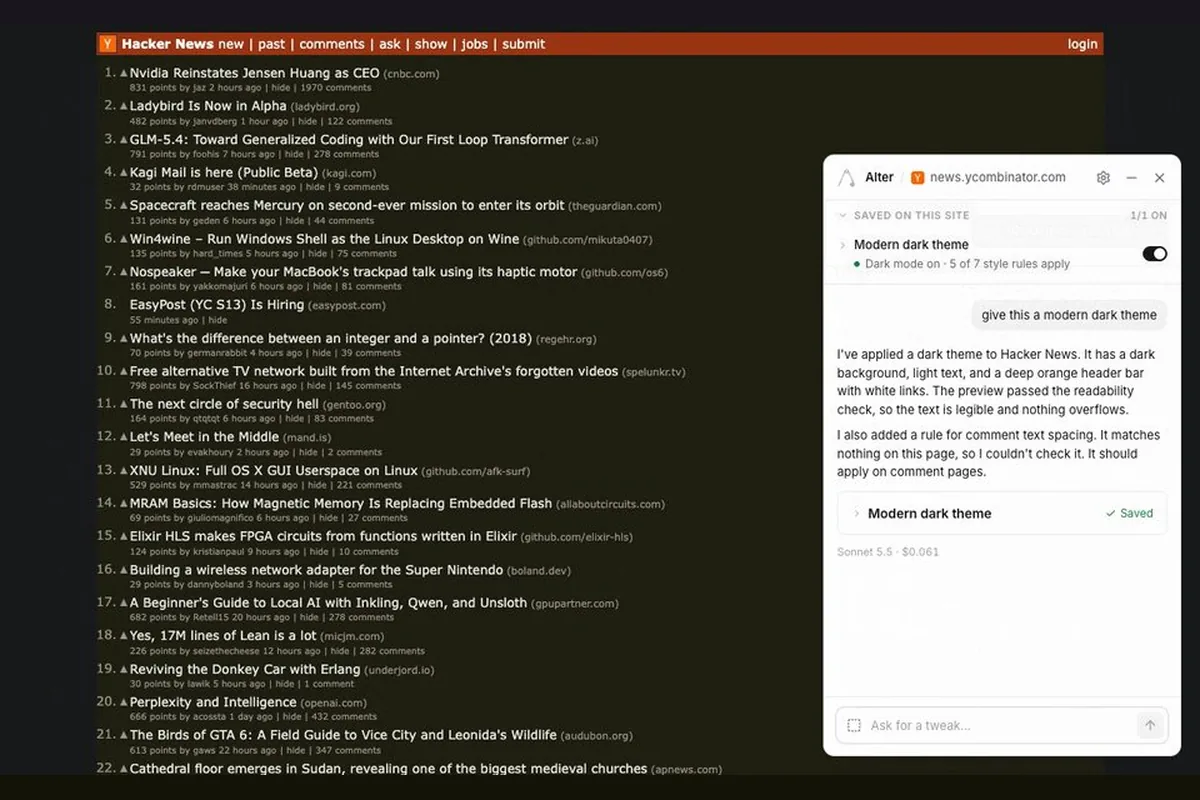 Y Hacker News new | past | comments | ask | show | jobs | submit login
1. Nvidia Reinstates Jensen Huang as CEO (cnbc.com)
831 points by jaz 2 hours ago | hide | 1970 comments
2. Ladybird Is Now in Alpha (ladybird.org)
482 points by janvdberg 1 hour ago | hide | 122 comments
3. GLM-5.4: Toward Generalized Coding with Our First Loop Transformer (z.ai)
791 points by foohis 7 hours ago | hide | 278 comments
4. Kagi Mail is here (Public Beta) (kagi.com)
32 points by rdmuser 38 minutes ago | hide | 9 comments
5. Spacecraft reaches Mercury on second-ever mission to enter its orbit (theguardian.com)
131 points by geden 6 hours ago | hide | 44 comments
6. Win4wine – Run Windows Shell as the Linux Desktop on Wine (github.com/mikuta0407)
135 points by hard_times 5 hours ago | hide | 75 comments
7. Nospeaker — Make your MacBook's trackpad talk using its haptic motor (github.com/os6)
161 points by yakkomajuri 6 hours ago | hide | 81 comments
8. EasyPost (YC S13) Is Hiring (easypost.com)
55 minutes ago | hide
9. What's the difference between an integer and a pointer? (2018) (regehr.org)
70 points by germanrabbit 4 hours ago | hide | 39 comments
10. Free alternative TV network built from the Internet Archive's forgotten videos (spelunkr.tv)
798 points by SockThief 16 hours ago | hide | 145 comments
11. The next circle of security hell (gentoo.org)
164 points by qtqtqt 6 hours ago | hide | 83 comments
12. Let's Meet in the Middle (mand.is)
29 points by evakhoury 2 hours ago | hide | 2 comments
13. XNU Linux: Full OS X GUI Userspace on Linux (github.com/afk-surf)
529 points by mmastrac 14 hours ago | hide | 221 comments
14. MRAM Basics: How Magnetic Memory Is Replacing Embedded Flash (allaboutcircuits.com)
69 points by giuliomagnifico 6 hours ago | hide | 27 comments
15. Elixir HLS makes FPGA circuits from functions written in Elixir (github.com/elixir-hls)
124 points by kristianpaul 9 hours ago | hide | 10 comments
16. Building a wireless network adapter for the Super Nintendo (boland.dev)
29 points by dannyboland 3 hours ago | hide | 5 comments
17. A Beginner's Guide to Local AI with Inkling, Qwen, and Unsloth (gpupartner.com)
682 points by Retell15 20 hours ago | hide | 278 comments
18. Yes, 17M lines of Lean is a lot (micjm.com)
226 points by seizethecheese 12 hours ago | hide | 282 comments
19. Reviving the Donkey Car with Erlang (underjord.io)
30 points by lawik 5 hours ago | hide | 1 comment
20. Perplexity and Intelligence (openai.com)
666 points by acossta 1 day ago | hide | 432 comments
21. The Birds of GTA 6: A Field Guide to Vice City and Leonida's Wildlife (audubon.org)
613 points by gaws 22 hours ago | hide | 347 comments
22. Cathedral floor emerges in Sudan, revealing one of the biggest medieval churches (apnews.com)
Alter / Y news.ycombinator.com
SAVED ON THIS SITE 1/1 ON
Modern dark theme
Dark mode on · 5 of 7 style rules apply
give this a modern dark theme
I've applied a dark theme to Hacker News. It has a dark
background, light text, and a deep orange header bar
with white links. The preview passed the readability
check, so the text is legible and nothing overflows.
I also added a rule for comment text spacing. It matches
nothing on this page, so I couldn't check it. It should
apply on comment pages.
Modern dark theme ✓ Saved
Sonnet 5.5 · $0.061
Ask for a tweak...